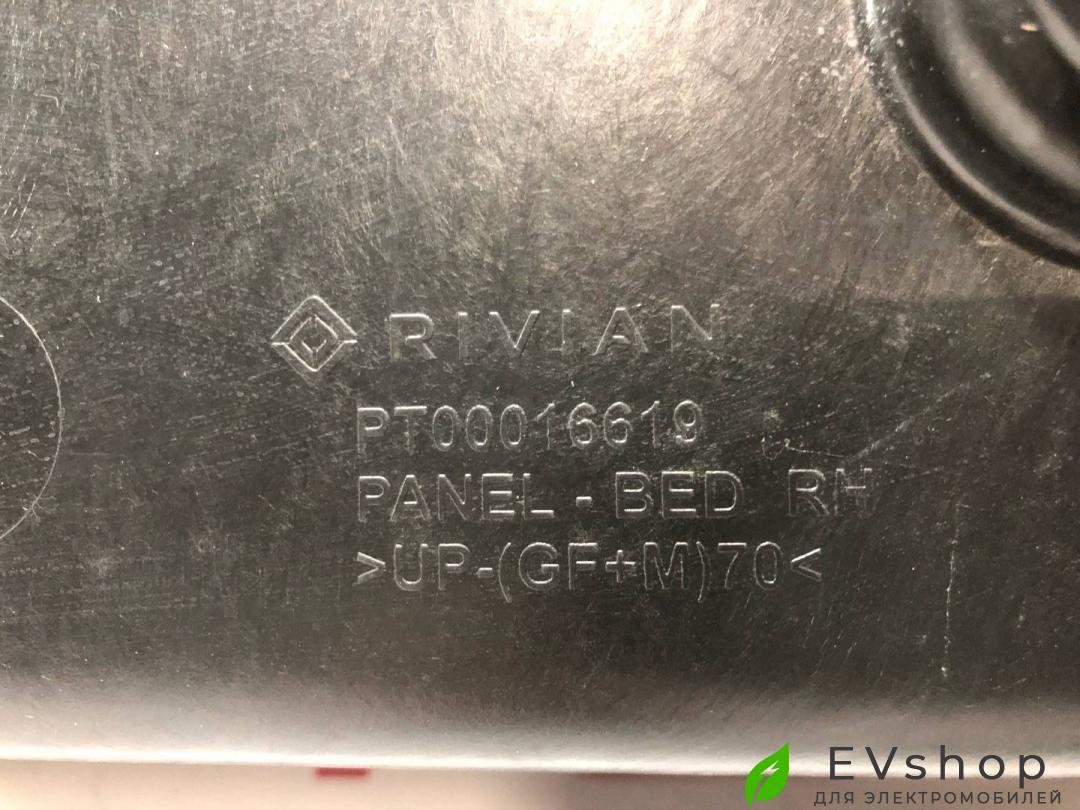 RIVIAN
PT00016619
PANEL - BED RH
>UP-(GF+M)70<
EVshop
ДЛЯ ЭЛЕКТРОМОБИЛЕЙ